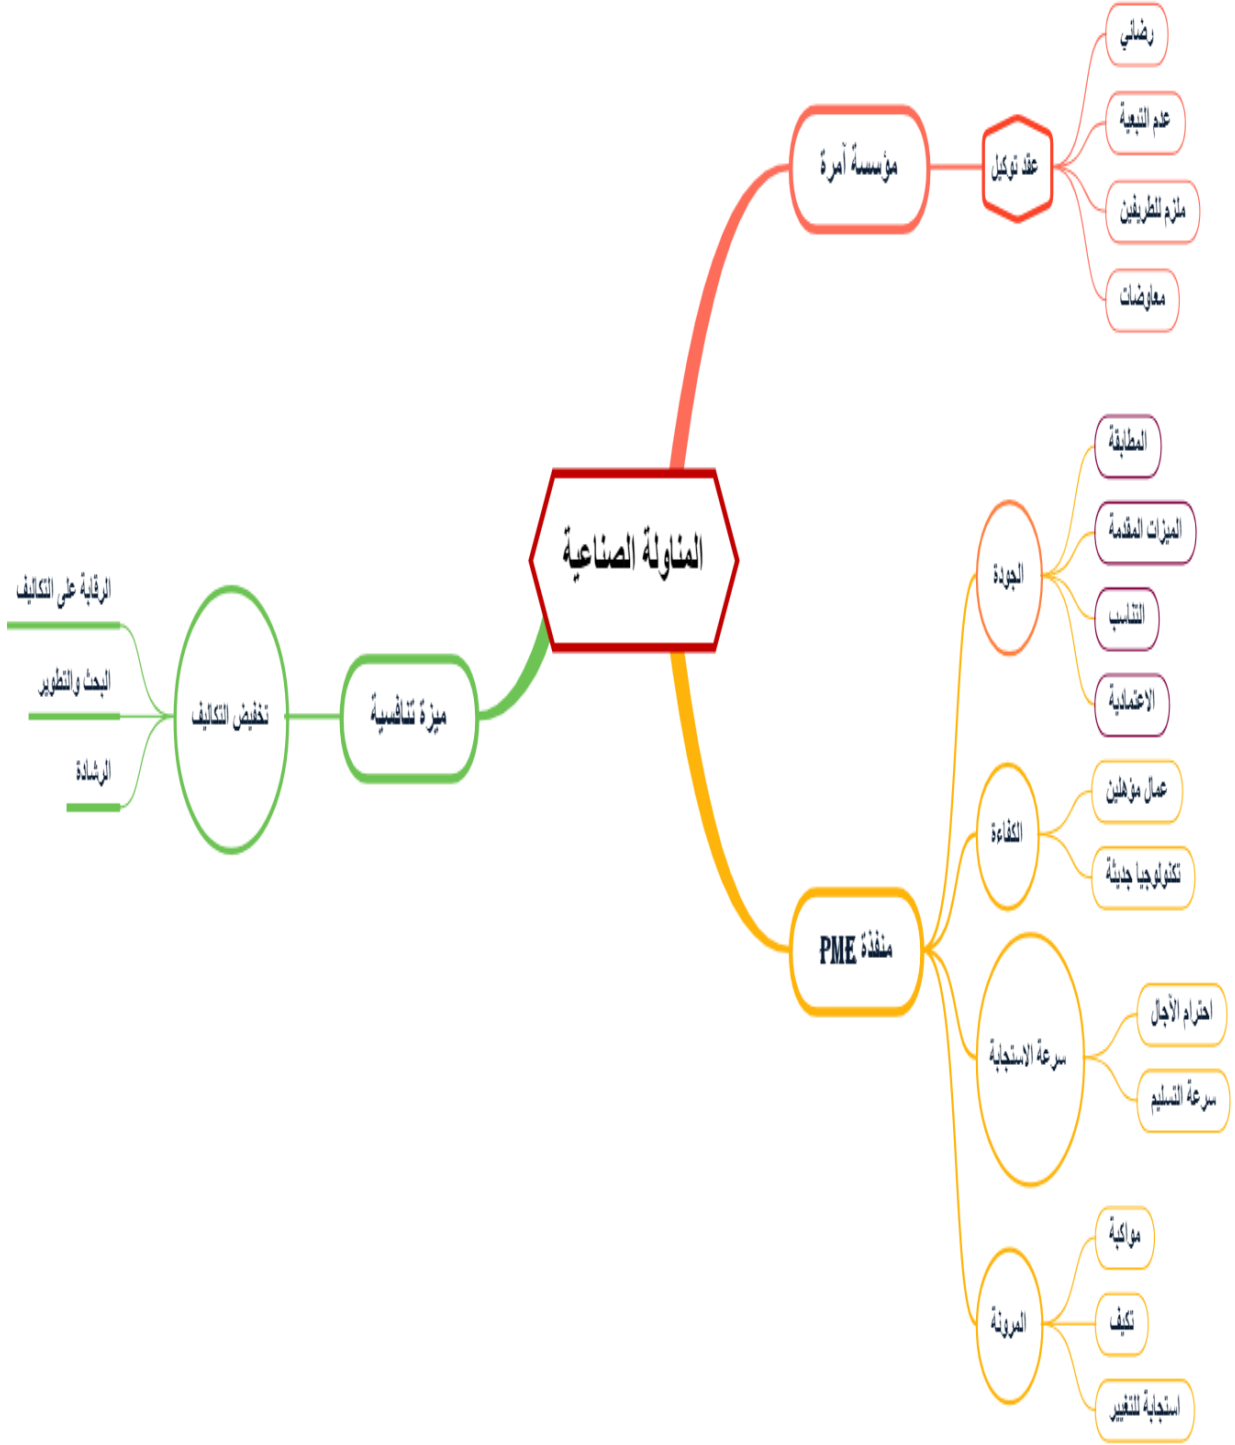 المناولة الصناعية
مؤسسة آمرة
عقد توكيل
رضائي
عدم التبعية
ملزم للطريفين
معاوضات
منفذة PME
الجودة
المطابقة
الميزات المقدمة
التناسب
الاعتمادية
الكفاءة
عمال مؤهلين
تكنولوجيا جديثة
سرعة الاستجابة
احترام الآجال
سرعة التسليم
المرونة
مواكبة
تكيف
استجابة للتغيير
ميزة تنافسية
تخفيض التكاليف
الرقابة على التكاليف
البحث والتطوير
الرشادة